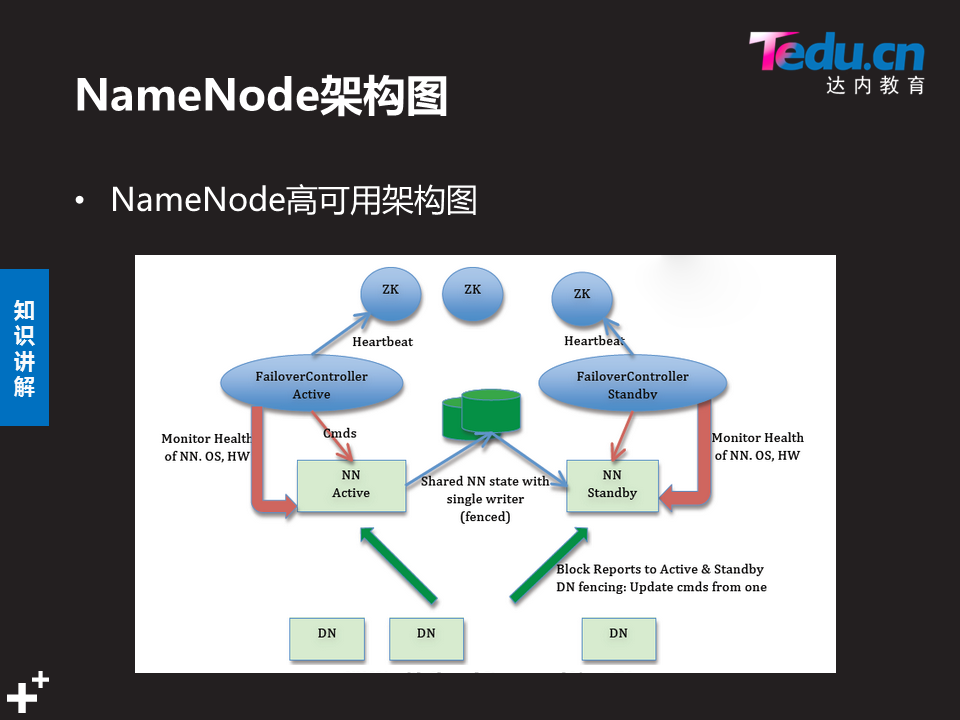 Tedu.cn
达内教育
NameNode架构图
• NameNode高可用架构图
知
识
讲
解
ZK
ZK
ZK
Heartbeat
Heartbeat
FailoverController
Active
FailoverController
Standby
Cmds
Monitor Health
of NN. OS, HW
Monitor Health
of NN. OS, HW
NN
Active
NN
Standby
Shared NN state with
single writer
(fenced)
Block Reports to Active & Standby
DN fencing: Update cmds from one
DN
DN
DN